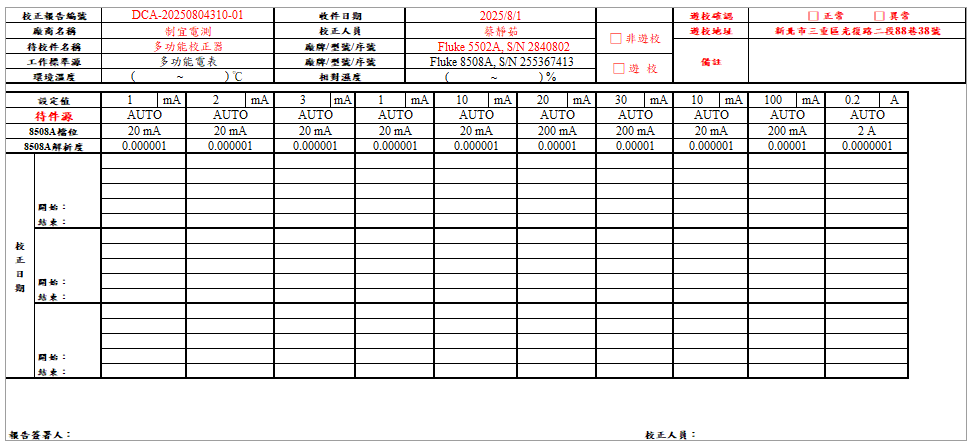 校正報告編號 DCA-20250804310-01 收件日期 2025/8/1 遊校確認 □ 正常 □ 異常
廠商名稱 制宜電測 校正人員 蔡靜茹 □ 非遊校 遊校地址 新北市三重區光復路二段88巷38號
待校件名稱 多功能校正器 廠牌/型號/序號 Fluke 5502A, S/N 2840802 備註
工作標準源 多功能電表 廠牌/型號/序號 Fluke 8508A, S/N 255367413 □ 遊 校
環境溫度 ( ~ )℃ 相對濕度 ( ~ )%
設定值 1 mA 2 mA 3 mA 1 mA 10 mA 20 mA 30 mA 10 mA 100 mA 0.2 A
待件源 AUTO AUTO AUTO AUTO AUTO AUTO AUTO AUTO AUTO AUTO
8508A檔位 20 mA 20 mA 20 mA 20 mA 20 mA 200 mA 200 mA 20 mA 200 mA 2 A
8508A解析度 0.000001 0.000001 0.000001 0.000001 0.000001 0.00001 0.00001 0.000001 0.00001 0.0000001
校正日期
開始：
結束：
開始：
結束：
開始：
結束：
報告簽署人： 校正人員：